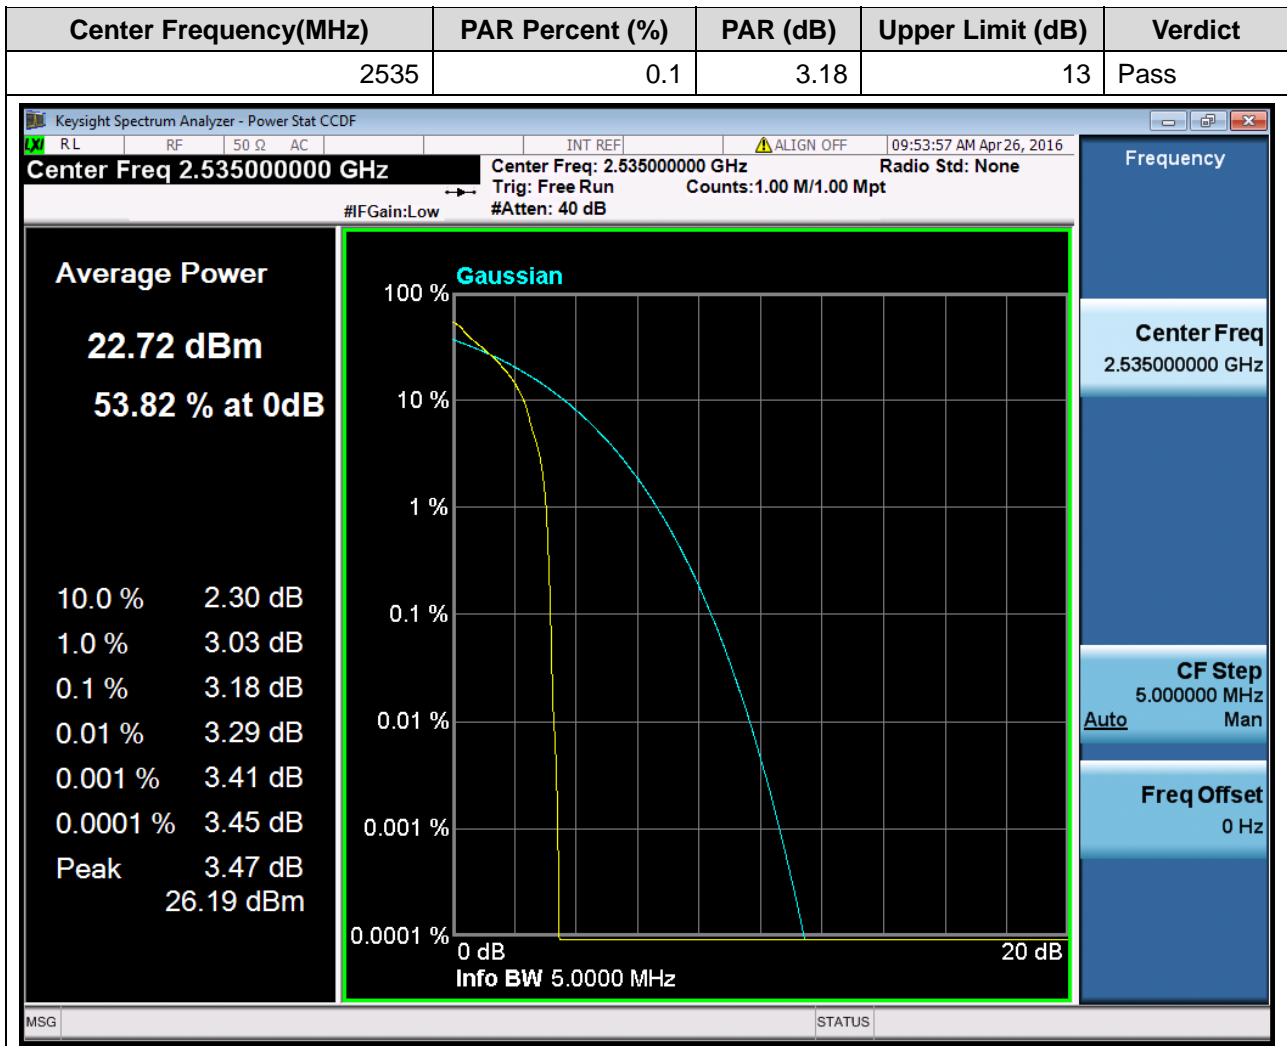 Center Frequency(MHz) PAR Percent (%) PAR (dB) Upper Limit (dB) Verdict
2535 0.1 3.18 13 Pass
Keysight Spectrum Analyzer - Power Stat CCDF
LXI RL RF 50 Ω AC INT REF ALIGN OFF 09:53:57 AM Apr 26, 2016
Center Freq 2.535000000 GHz
Center Freq: 2.535000000 GHz Radio Std: None
Trig: Free Run Counts:1.00 M/1.00 Mpt
#IFGain:Low #Atten: 40 dB
Frequency
Average Power
22.72 dBm
53.82 % at 0dB
10.0 % 2.30 dB
1.0 % 3.03 dB
0.1 % 3.18 dB
0.01 % 3.29 dB
0.001 % 3.41 dB
0.0001 % 3.45 dB
Peak 3.47 dB
26.19 dBm
Gaussian
100 %
10 %
1 %
0.1 %
0.01 %
0.001 %
0.0001 %
0 dB 20 dB
Info BW 5.0000 MHz
Center Freq
2.535000000 GHz
CF Step
5.000000 MHz
Auto Man
Freq Offset
0 Hz
MSG STATUS